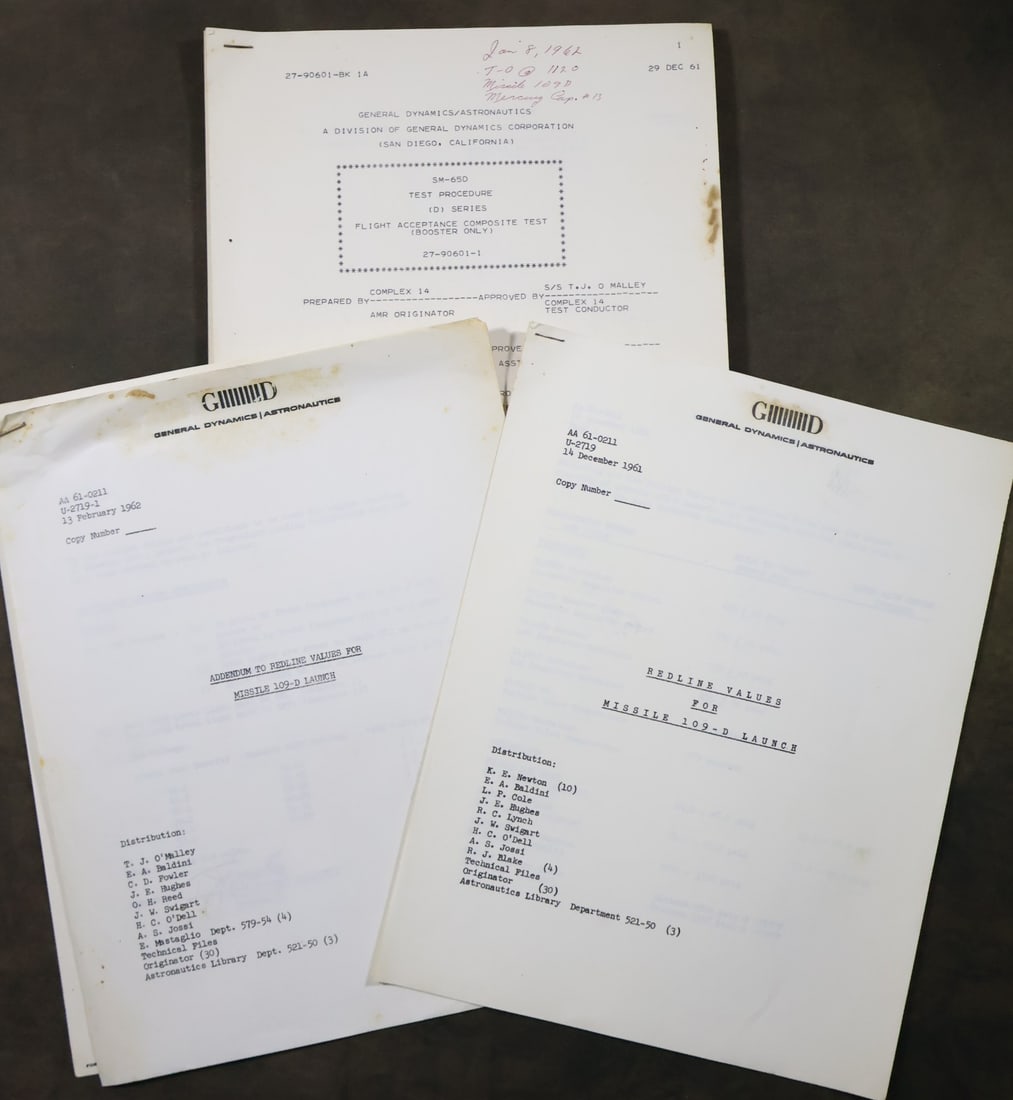 27-90601-BK 1A
Jan 8, 1962
T-0 @ 1120
Missile 109D
Mercury Cap. #13
1
29 DEC 61
GENERAL DYNAMICS/ASTRONAUTICS
A DIVISION OF GENERAL DYNAMICS CORPORATION
(SAN DIEGO, CALIFORNIA)
SM-65D
TEST PROCEDURE
(D) SERIES
FLIGHT ACCEPTANCE COMPOSITE TEST
(BOOSTER ONLY)
27-90601-1
COMPLEX 14
PREPARED BY
AMR ORIGINATOR
S/S T.J. O MALLEY
APPROVED BY
COMPLEX 14
TEST CONDUCTOR
PROVE
ASS
RD
GD
GENERAL DYNAMICS | ASTRONAUTICS
AA 61-0211
U-2719-1
13 February 1962
Copy Number
ADDENDUM TO REDLINE VALUES FOR
MISSILE 109-D LAUNCH
Distribution:
T. J. O'Malley
E. A. Baldini
C. D. Fowler
J. E. Hughes
O. H. Reed
J. W. Swigart
H. C. O'Dell
A. S. Jossi
E. Mastaglio Dept. 579-54 (4)
Technical Files
Originator (30)
Astronautics Library Dept. 521-50 (3)
GD
GENERAL DYNAMICS | ASTRONAUTICS
AA 61-0211
U-2719
14 December 1961
Copy Number
REDLINE VALUES
FOR
MISSILE 109-D LAUNCH
Distribution:
K. E. Newton (10)
E. A. Baldini
L. P. Cole
J. E. Hughes
R. C. Lynch
J. W. Swigart
H. C. O'Dell
A. S. Jossi
R. J. Blake (4)
Technical Files
Originator (30)
Astronautics Library Department 521-50 (3)